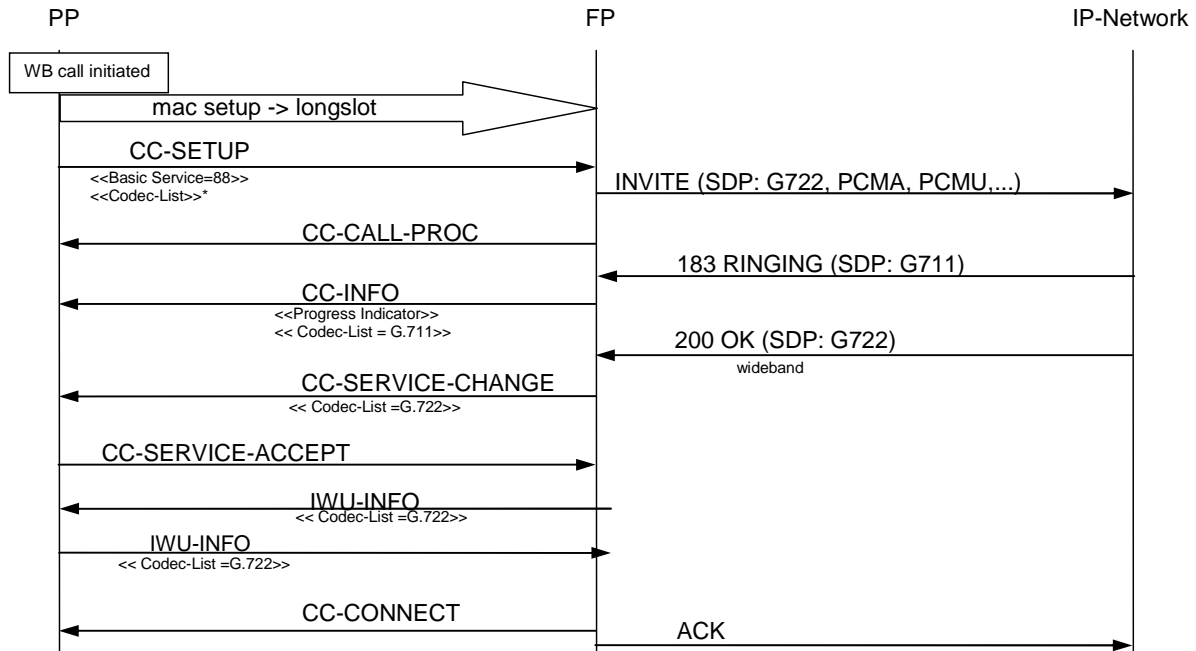 PP
FP
IP-Network
WB call initiated
mac setup -> longslot
CC-SETUP
<<Basic Service=88>>
<<Codec-List>>*
INVITE (SDP: G722, PCMA, PCMU,...)
CC-CALL-PROC
183 RINGING (SDP: G711)
CC-INFO
<<Progress Indicator>>
<< Codec-List = G.711>>
200 OK (SDP: G722)
wideband
CC-SERVICE-CHANGE
<< Codec-List =G.722>>
CC-SERVICE-ACCEPT
IWU-INFO
<< Codec-List =G.722>>
IWU-INFO
<< Codec-List =G.722>>
CC-CONNECT
ACK